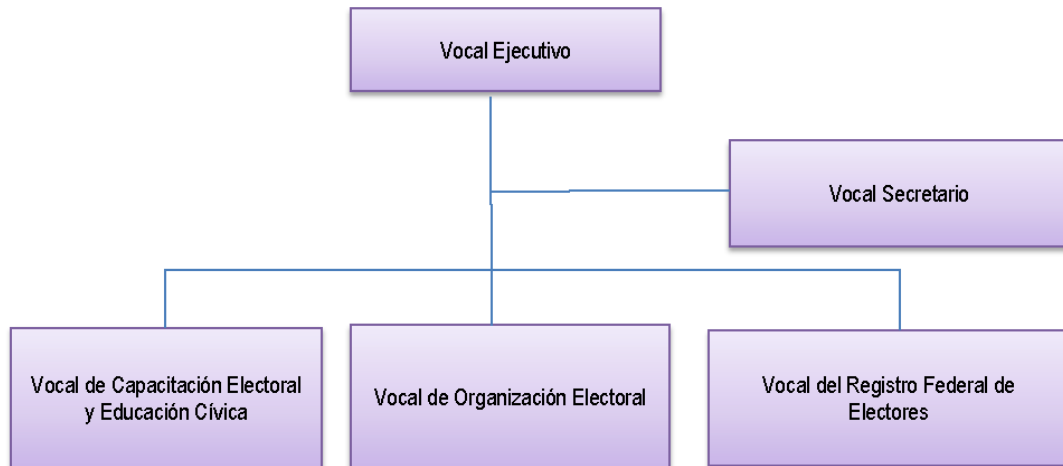 Vocal Ejecutivo
Vocal Secretario
Vocal de Capacitación Electoral
y Educación Cívica
Vocal de Organización Electoral
Vocal del Registro Federal de
Electores